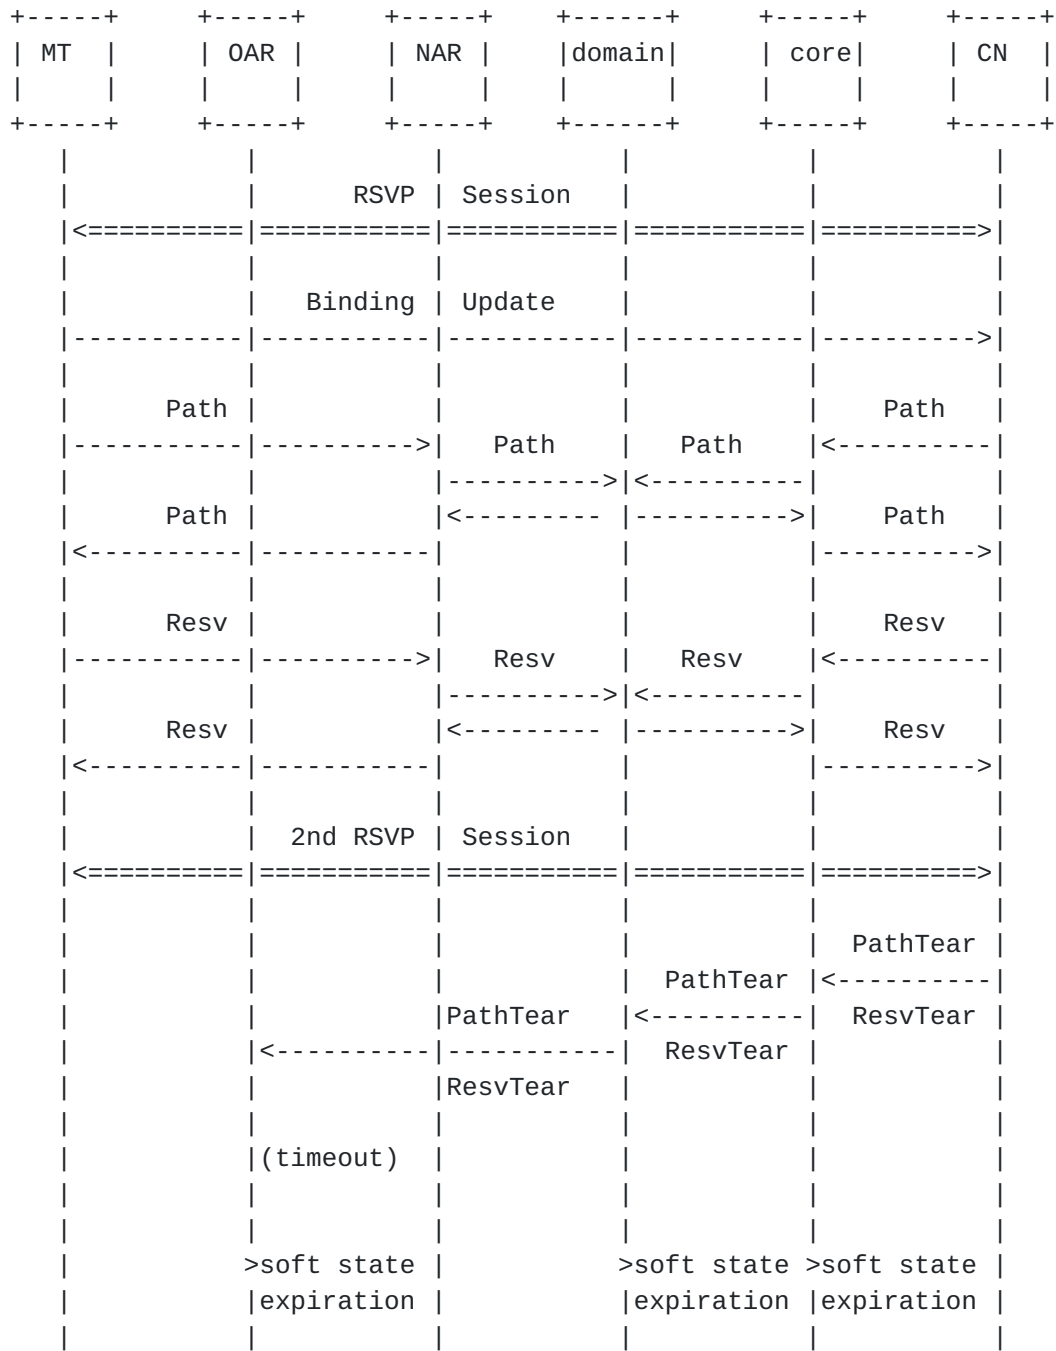 MT OAR NAR domain core CN
RSVP Session
Binding Update
Path Path
Path Path
Path Path
Resv Resv
Resv Resv
Resv Resv
2nd RSVP Session
PathTear
PathTear
PathTear ResvTear
ResvTear
ResvTear
(timeout)
>soft state >soft state >soft state
expiration expiration expiration